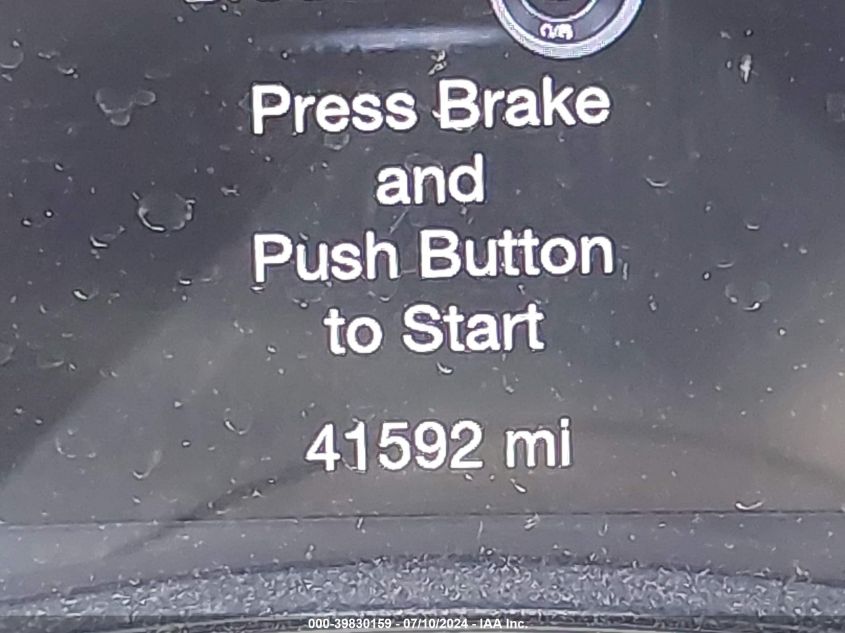 Press Brake
and
Push Button
to Start
41592 mi
000-39830159 - 07/10/2024 - IAA Inc.